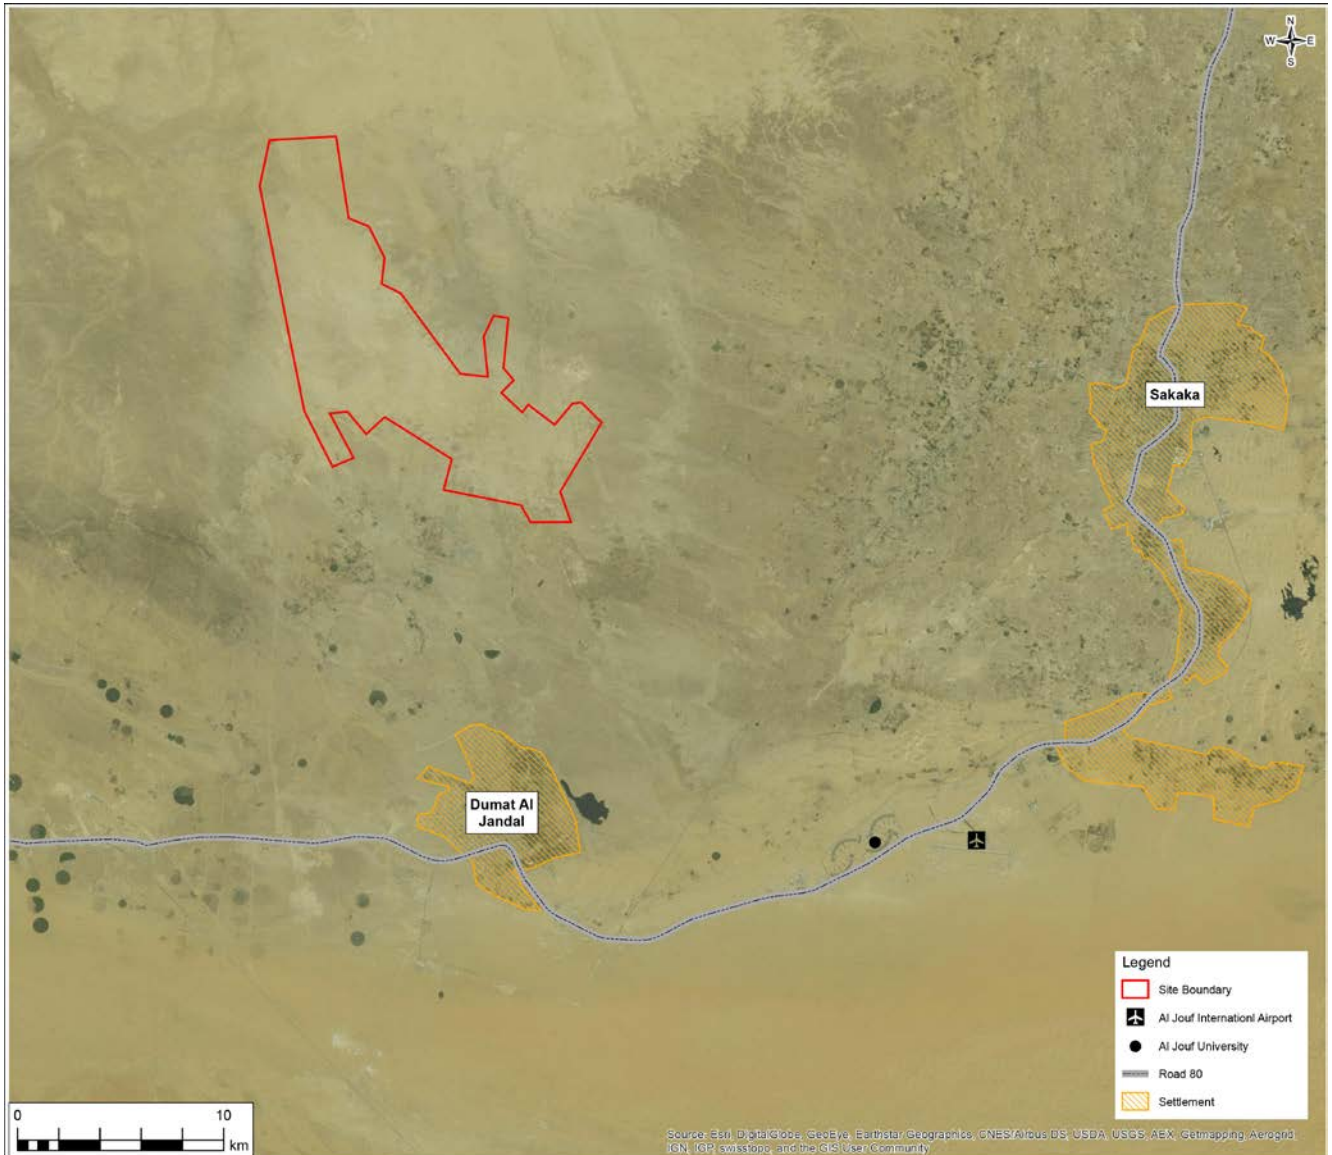 N
W E
S
Sakaka
Dumat Al
Jandal
Legend
Site Boundary
Al Jouf Internationl Airport
Al Jouf University
Road 80
Settlement
0 10
km
Source: Esri, DigitalGlobe, GeoEye, Earthstar Geographics, CNES/Airbus DS, USDA, USGS, AEX, Getmapping, Aerogrid,
IGN, IGP, swisstopo, and the GIS User Community